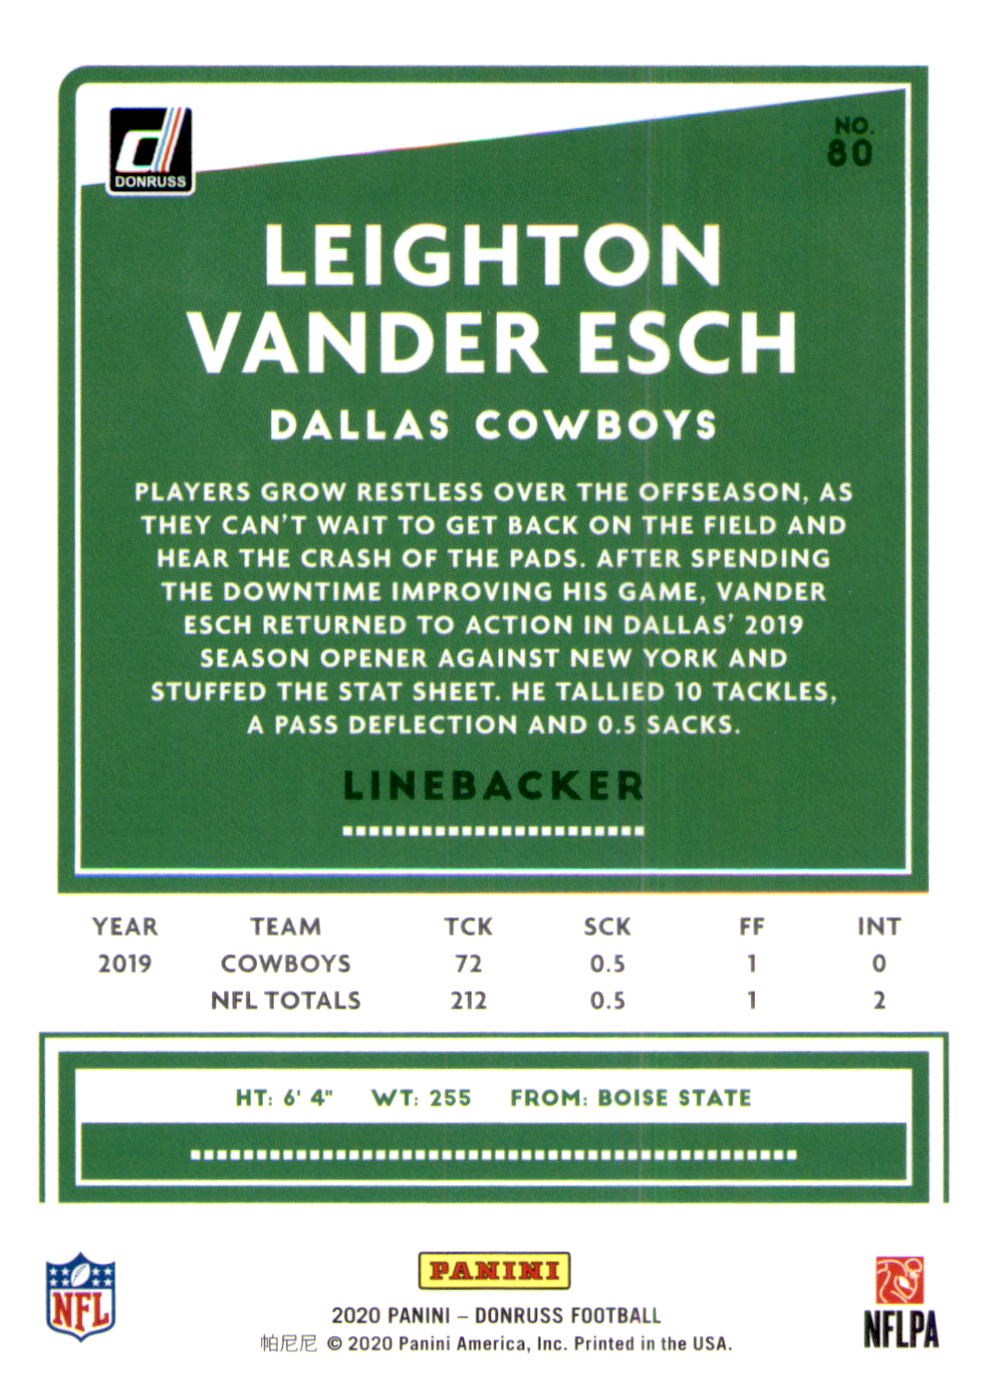 DONRUSS
NO.
80
LEIGHTON
VANDER ESCH
DALLAS COWBOYS
PLAYERS GROW RESTLESS OVER THE OFFSEASON, AS
THEY CAN'T WAIT TO GET BACK ON THE FIELD AND
HEAR THE CRASH OF THE PADS. AFTER SPENDING
THE DOWNTIME IMPROVING HIS GAME, VANDER
ESCH RETURNED TO ACTION IN DALLAS' 2019
SEASON OPENER AGAINST NEW YORK AND
STUFFED THE STAT SHEET. HE TALLIED 10 TACKLES,
A PASS DEFLECTION AND 0.5 SACKS.
LINEBACKER
YEAR TEAM TCK SCK FF INT
2019 COWBOYS 72 0.5 1 0
NFL TOTALS 212 0.5 1 2
HT: 6' 4" WT: 255 FROM: BOISE STATE
NFL
PANINI
2020 PANINI – DONRUSS FOOTBALL
帕尼尼 © 2020 Panini America, Inc. Printed in the USA.
NFLPA